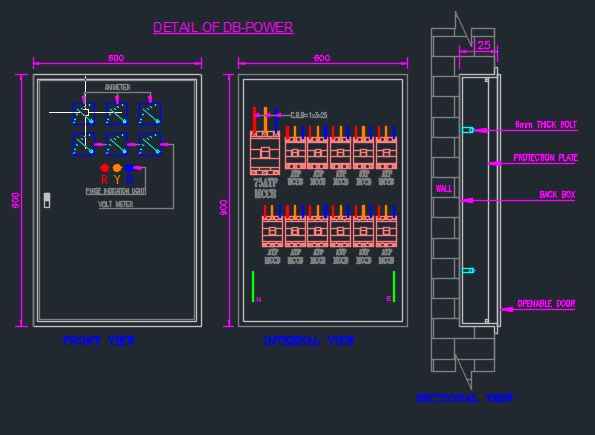 DETAIL OF DB-POWER
600
600
25
AMMETER
900
900
R Y
PHASE INDICATION LIGHT
VOLT METER
75ATP
MCCB
ATP
MCCB
ATP
MCCB
ATP
MCCB
ATP
MCCB
ATP
MCCB
ATP
MCCB
ATP
MCCB
ATP
MCCB
ATP
MCCB
ATP
MCCB
ATP
MCCB
N
E
WALL
6mm THICK BOLT
PROTECTION PLATE
BACK BOX
OPENABLE DOOR
FRONT VIEW
INTERNAL VIEW
SECTIONAL VIEW